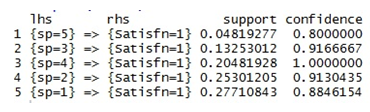 lhs rhs support confidence
1 {sp=5} => {Satisfn=1} 0.04819277 0.8000000
2 {sp=3} => {Satisfn=1} 0.13253012 0.9166667
3 {sp=4} => {Satisfn=1} 0.20481928 1.0000000
4 {sp=2} => {Satisfn=1} 0.25301205 0.9130435
5 {sp=1} => {Satisfn=1} 0.27710843 0.8846154